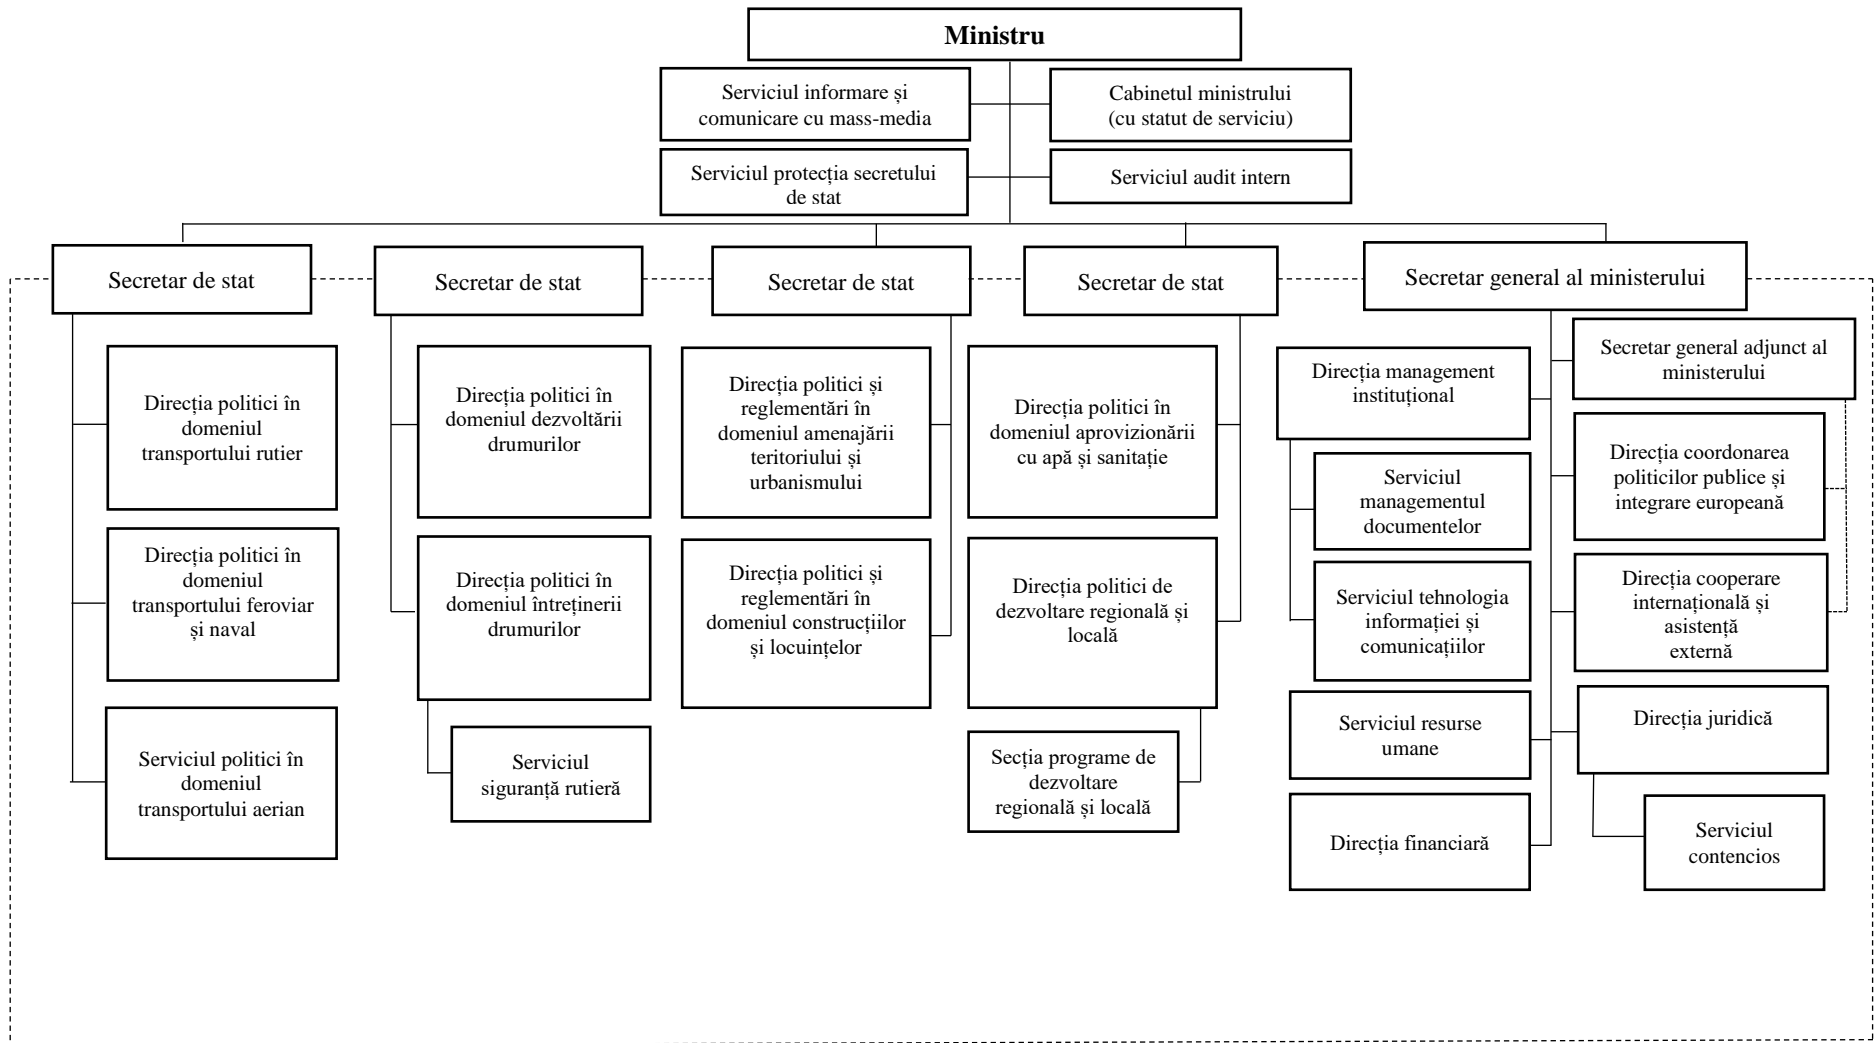 Ministru
Serviciul informare și
comunicare cu mass-media
Cabinetul ministrului
(cu statut de serviciu)
Serviciul protecția secretului
de stat
Serviciul audit intern
Secretar de stat
Secretar de stat
Secretar de stat
Secretar de stat
Secretar general al ministerului
Direcția politici în
domeniul
transportului rutier
Direcția politici în
domeniul
transportului feroviar
și naval
Serviciul politici în
domeniul
transportului aerian
Direcția politici în
domeniul dezvoltării
drumurilor
Direcția politici în
domeniul întreținerii
drumurilor
Serviciul
siguranță rutieră
Direcția politici și
reglementări în
domeniul amenajării
teritoriului și
urbanismului
Direcția politici și
reglementări în
domeniul construcțiilor
și locuințelor
Direcția politici în
domeniul aprovizionării
cu apă și sanitație
Direcția politici de
dezvoltare regională și
locală
Secția programe de
dezvoltare
regională și locală
Direcția management
instituțional
Serviciul
managementul
documentelor
Serviciul tehnologia
informației și
comunicațiilor
Serviciul resurse
umane
Direcția financiară
Secretar general adjunct al
ministerului
Direcția coordonarea
politicilor publice și
integrare europeană
Direcția cooperare
internațională și
asistență
externă
Direcția juridică
Serviciul
contencios